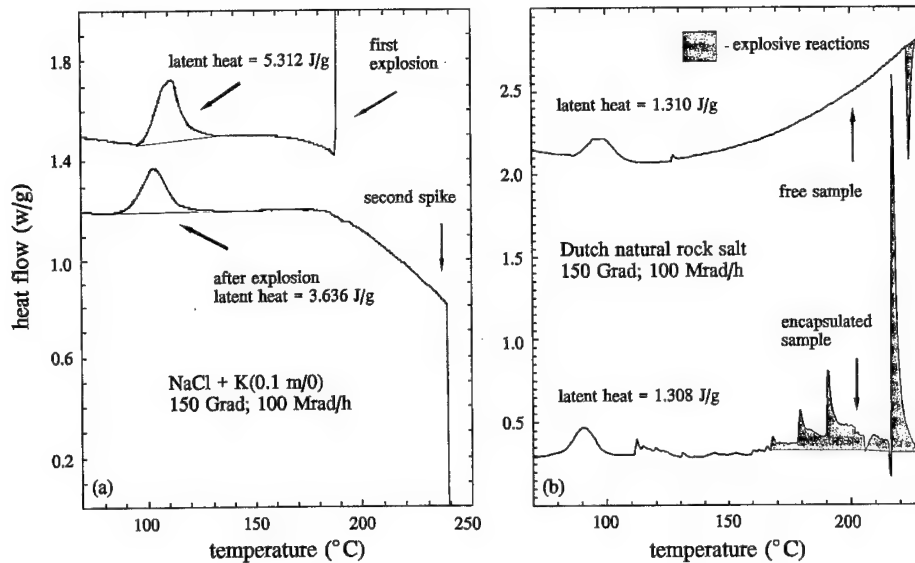 1.8
1.4
1.0
0.6
0.2
heat flow (w/g)
latent heat = 5.312 J/g
first
explosion
second spike
after explosion
latent heat = 3.636 J/g
NaCl + K(0.1 m/0)
150 Grad; 100 Mrad/h
(a)
100
150
200
250
temperature (°C)
2.5
2.0
1.5
1.0
0.5
- explosive reactions
latent heat = 1.310 J/g
free sample
Dutch natural rock salt
150 Grad; 100 Mrad/h
encapsulated
sample
latent heat = 1.308 J/g
(b)
100
150
200
temperature (°C)